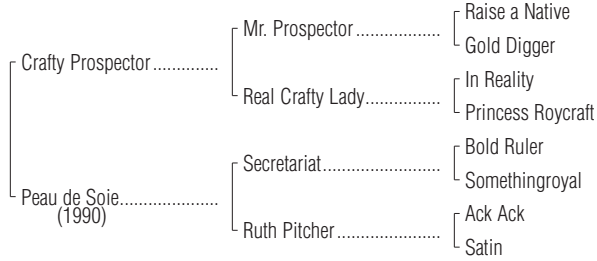 Raise a Native
Mr. Prospector ..................
Gold Digger
Crafty Prospector ..............
In Reality
Real Crafty Lady................
Princess Roycraft
Bold Ruler
Secretariat.........................
Somethingroyal
Peau de Soie.....................
(1990)
Ack Ack
Ruth Pitcher ......................
Satin